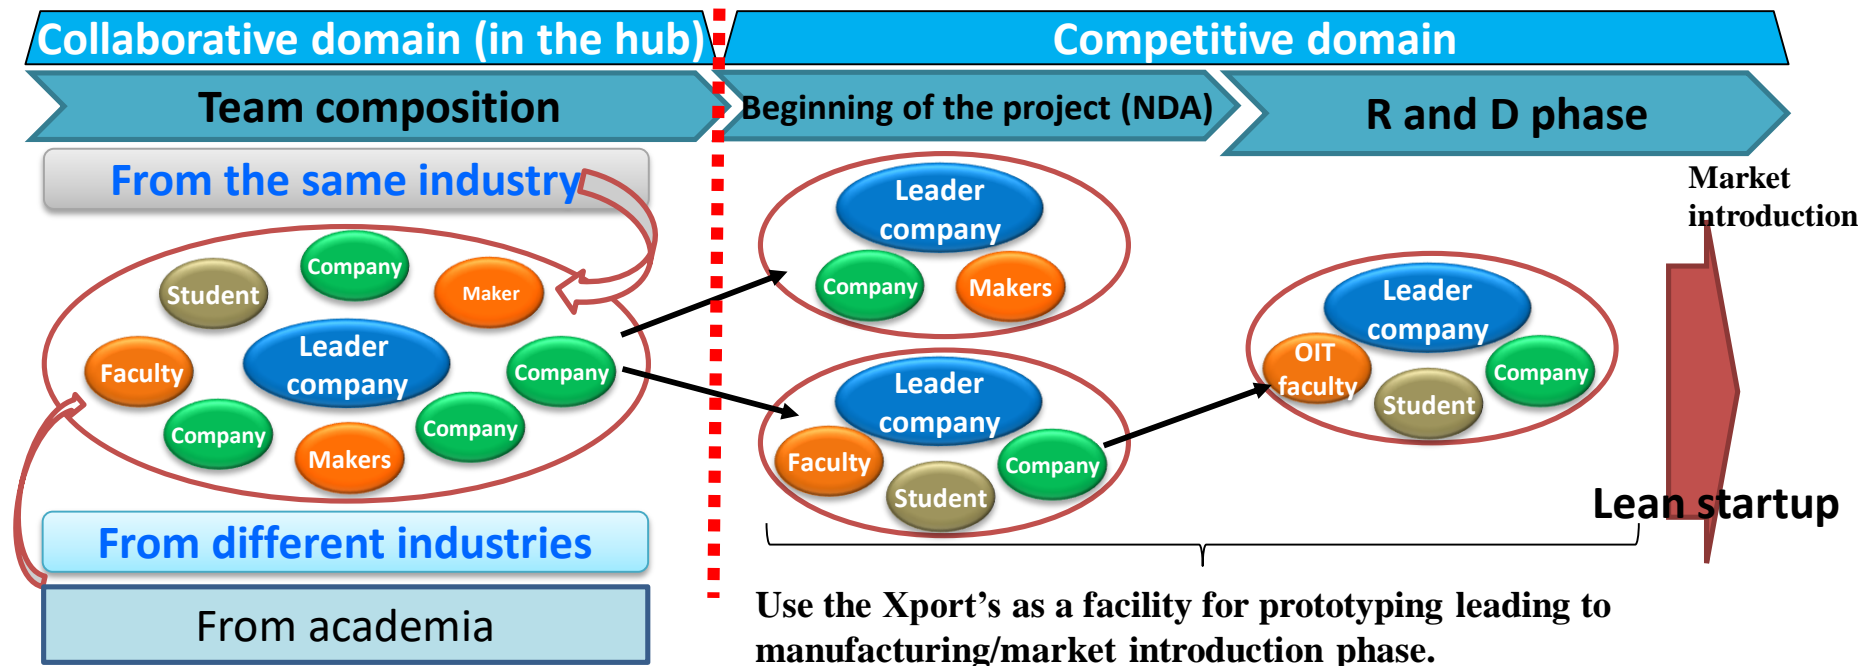 Collaborative domain (in the hub)
Competitive domain
Team composition
Beginning of the project (NDA)
R and D phase
From the same industry
Company
Student
Maker
Leader
company
Faculty
Company
Company
Company
Makers
From different industries
From academia
Leader
company
Company
Makers
Leader
company
Faculty
Company
Student
Leader
company
OIT
faculty
Company
Student
Market
introduction
Lean startup
Use the Xport's as a facility for prototyping leading to
manufacturing/market introduction phase.